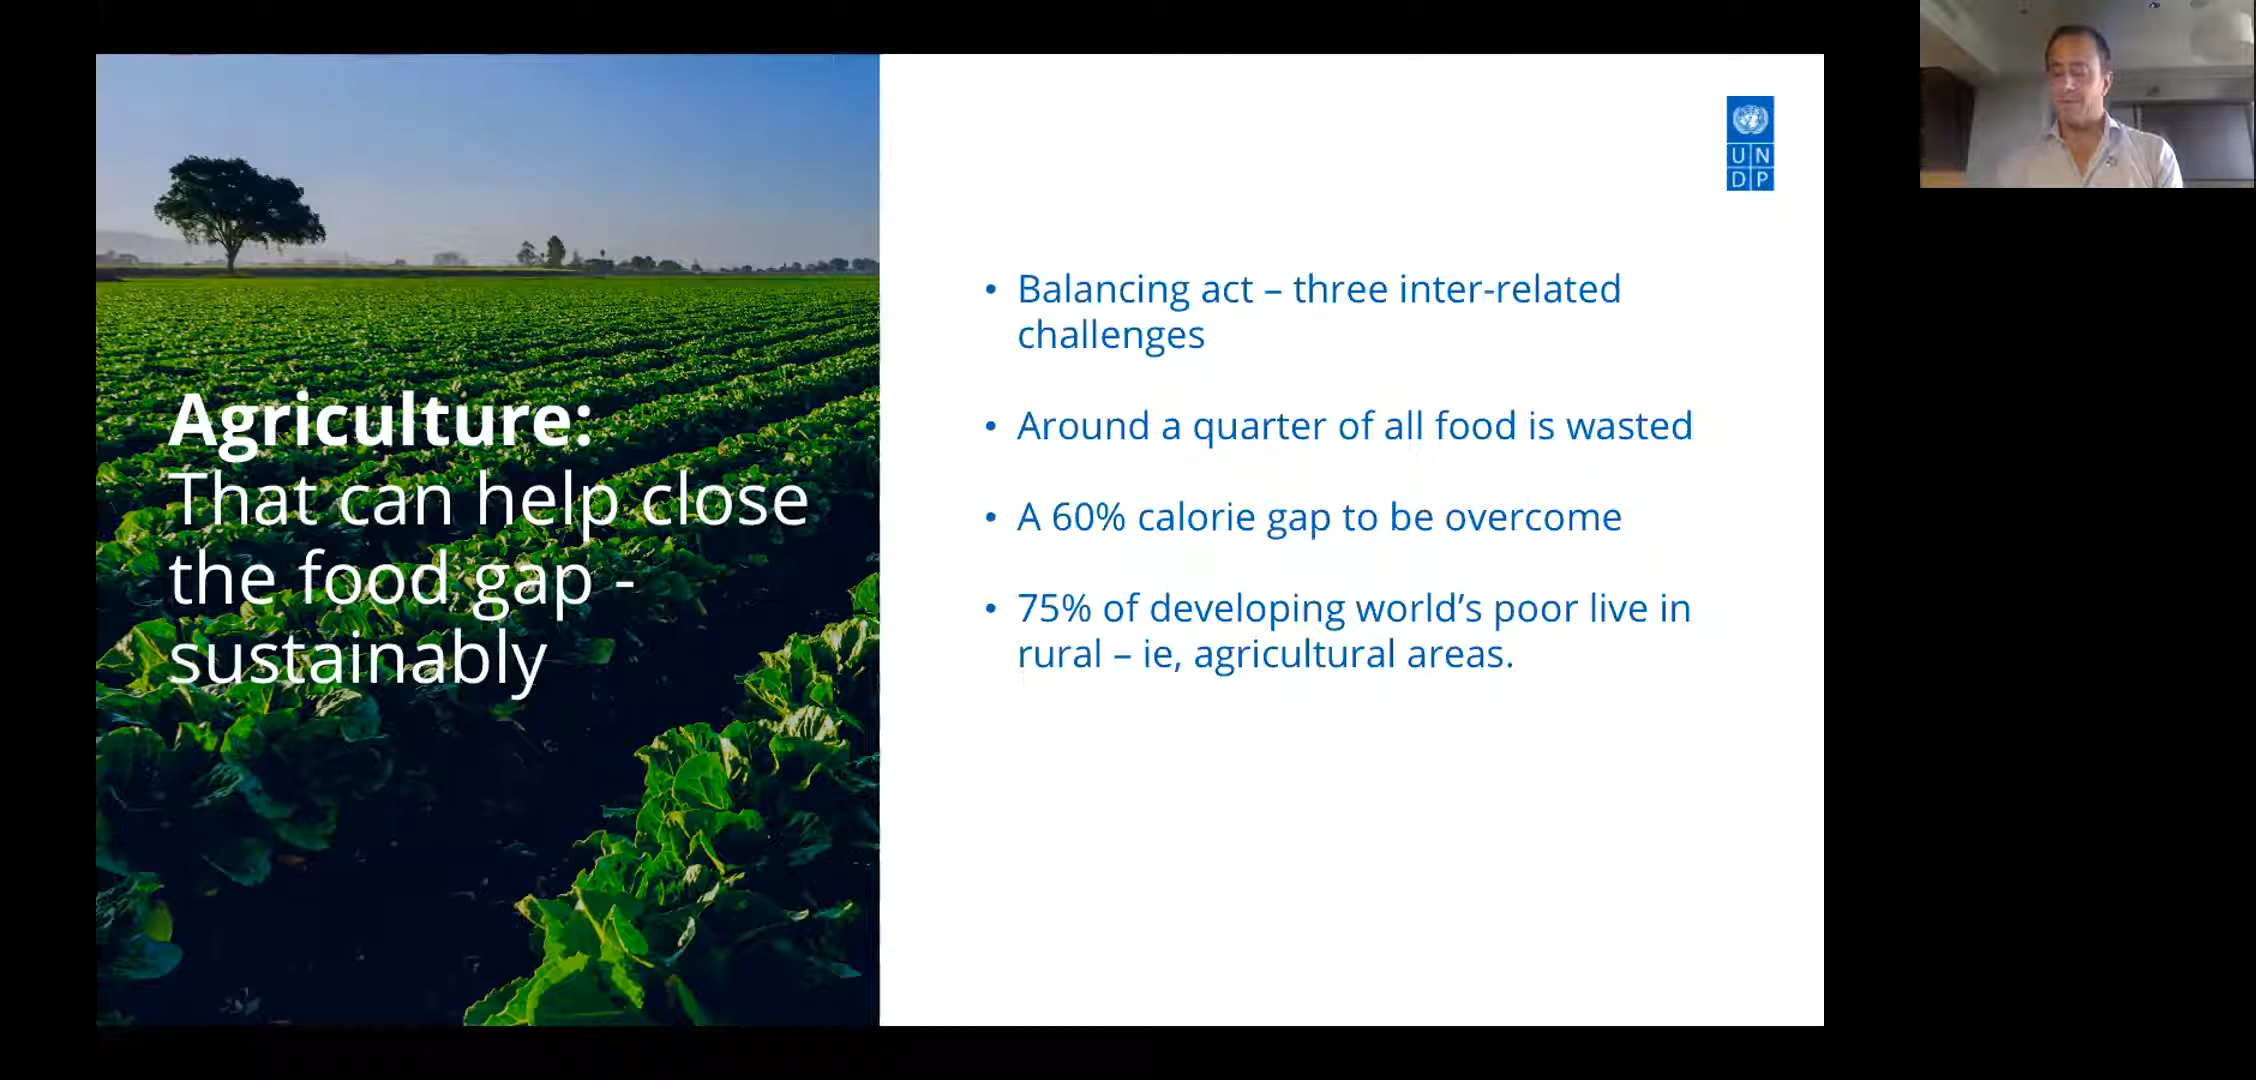 Agriculture:
That can help close
the food gap -
sustainably
U N
D P
• Balancing act – three inter-related
challenges
• Around a quarter of all food is wasted
• A 60% calorie gap to be overcome
• 75% of developing world’s poor live in
rural – ie, agricultural areas.